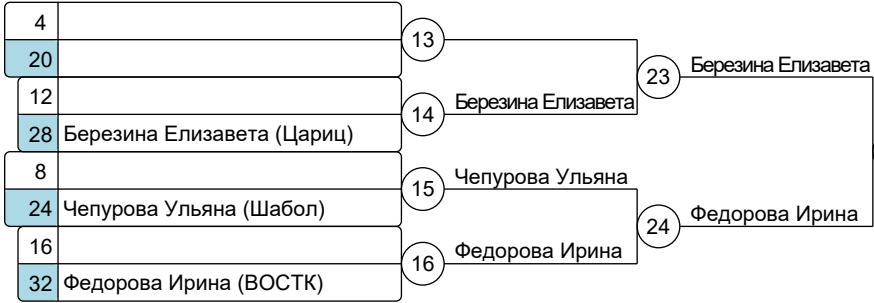 4
13
20
23
Березина Елизавета
12
14
Березина Елизавета
28 Березина Елизавета (Цариц)
8
15
Чепурова Ульяна
24 Чепурова Ульяна (Шабол)
24
Федорова Ирина
16
16
Федорова Ирина
32 Федорова Ирина (ВОСТК)